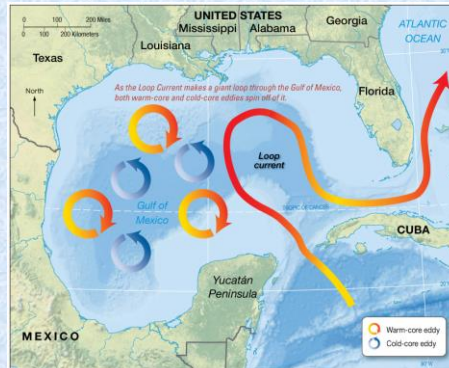 0 100 200 Miles
0 100 200 Kilometers
North
UNITED STATES
Texas
Louisiana
Mississippi
Alabama
Georgia
Florida
ATLANTIC
OCEAN
As the Loop Current makes a giant loop through the Gulf of Mexico,
both warm-core and cold-core eddies spin off of it.
Loop
current
Gulf of
Mexico
TROPIC OF CANCER
CUBA
Yucatán
Peninsula
MEXICO
Warm-core eddy
Cold-core eddy